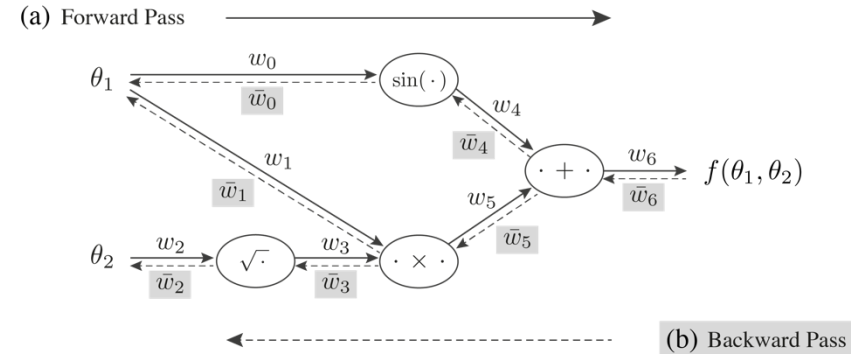 (a) Forward Pass
w₀
θ₁
sin( · )
w̄₀
w₄
w̄₄
w₁
w̄₁
· + ·
w₆
w̄₆
f(θ₁, θ₂)
w₅
w̄₅
θ₂
w₂
w̄₂
√·
w₃
w̄₃
· × ·
(b) Backward Pass